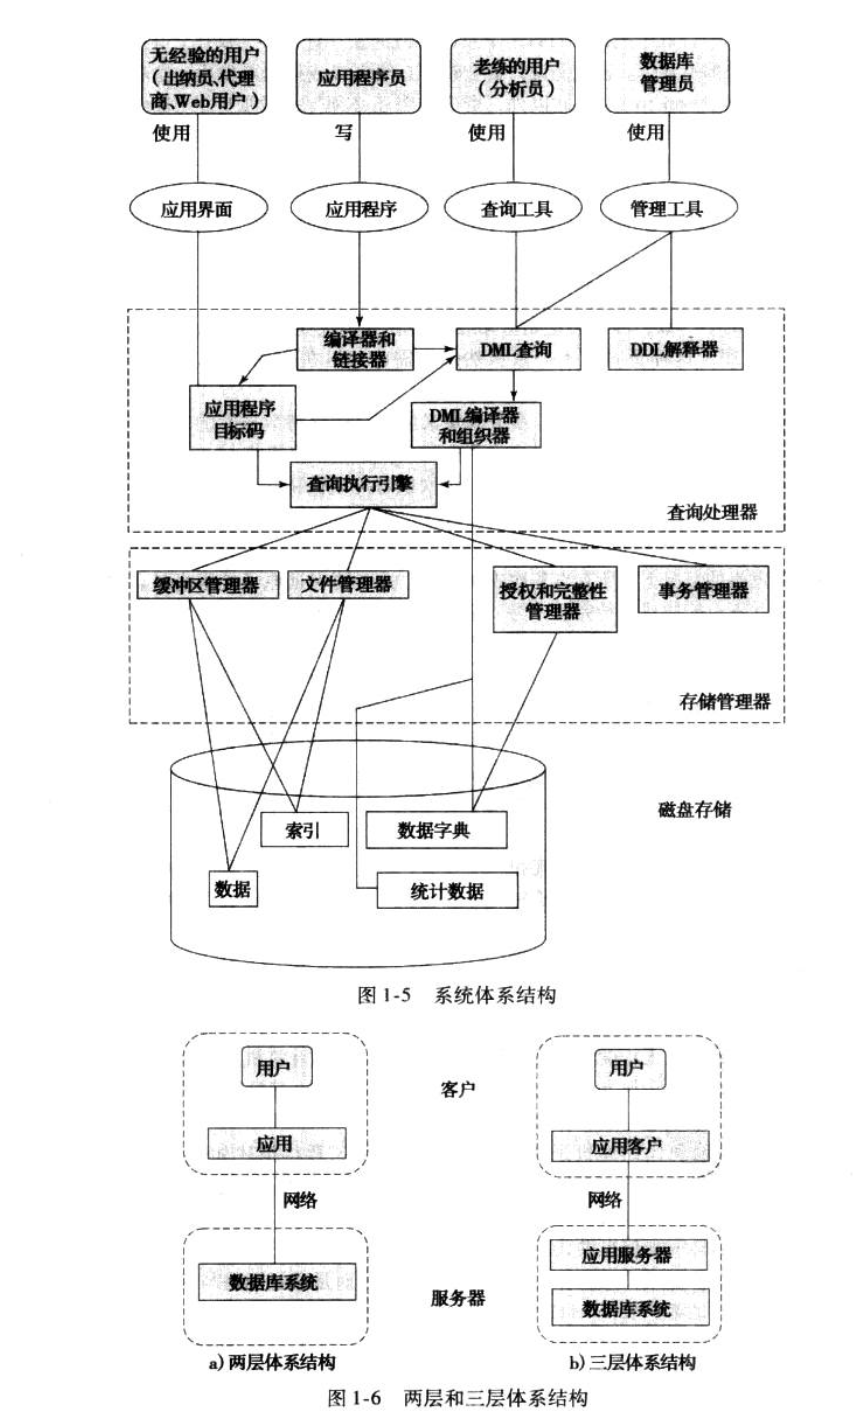 无经验的用户
（出纳员、代理
商、Web用户）
应用程序员
老练的用户
（分析员）
数据库
管理员
使用
写
使用
使用
应用界面
应用程序
查询工具
管理工具
编译器和
链接器
DML查询
DDL解释器
应用程序
目标码
DML编译器
和组织器
查询执行引擎
查询处理器
缓冲区管理器
文件管理器
授权和完整性
管理器
事务管理器
存储管理器
磁盘存储
索引
数据字典
数据
统计数据
图 1-5 系统体系结构
用户
客户
用户
应用
应用客户
网络
网络
应用服务器
数据库系统
服务器
数据库系统
a) 两层体系结构
b) 三层体系结构
图 1-6 两层和三层体系结构